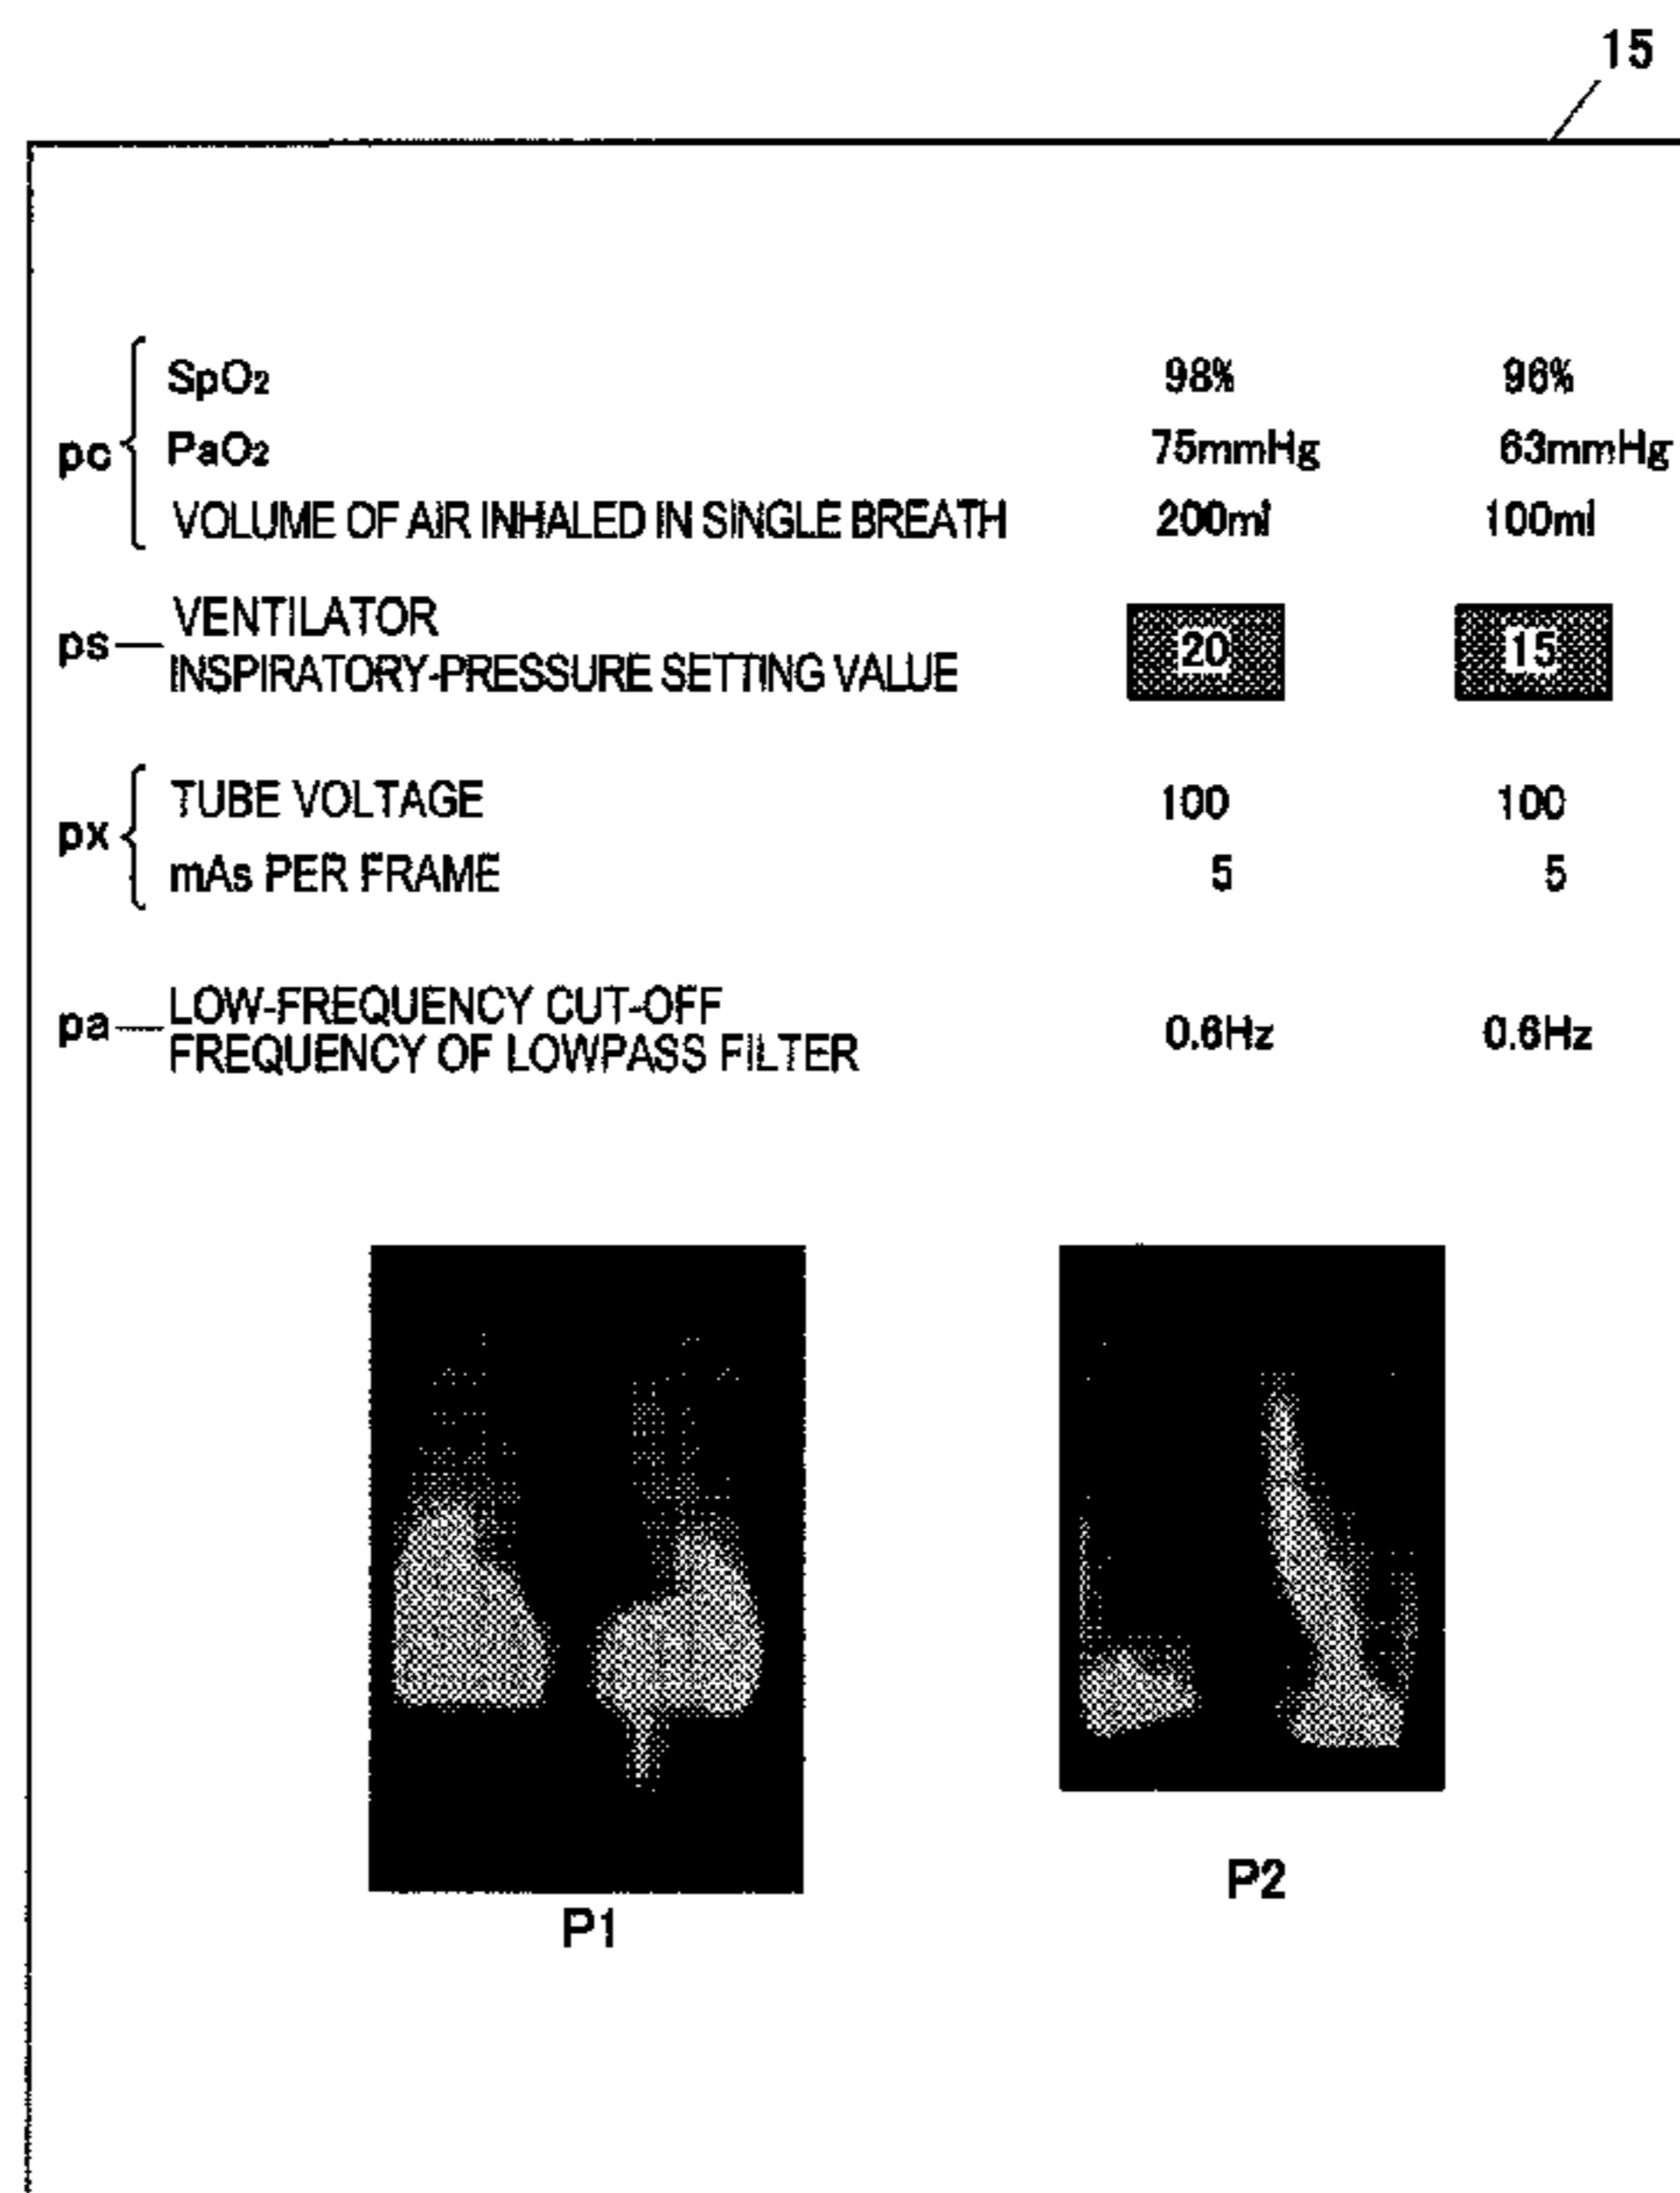 15
pc
SpO2 98% 96%
PaO2 75mmHg 63mmHg
VOLUME OF AIR INHALED IN SINGLE BREATH 200ml 100ml
ps
VENTILATOR
INSPIRATORY-PRESSURE SETTING VALUE 20 15
px
TUBE VOLTAGE 100 100
mAs PER FRAME 5 5
pa
LOW-FREQUENCY CUT-OFF
FREQUENCY OF LOWPASS FILTER 0.6Hz 0.6Hz
P1 P2